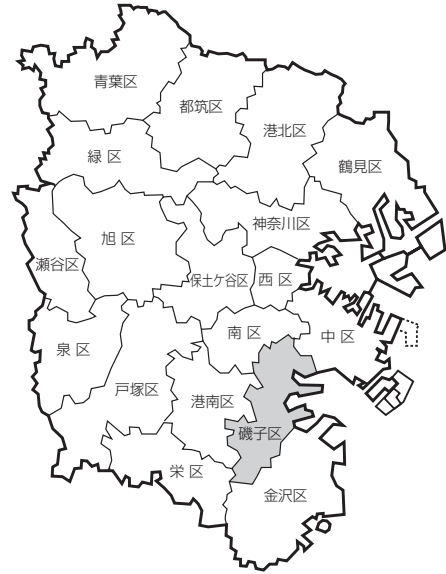 青葉区
都筑区
港北区
緑 区
鶴見区
神奈川区
旭 区
瀬谷区
保土ケ谷区
西 区
南 区
中 区
泉 区
戸塚区
港南区
磯子区
栄 区
金沢区